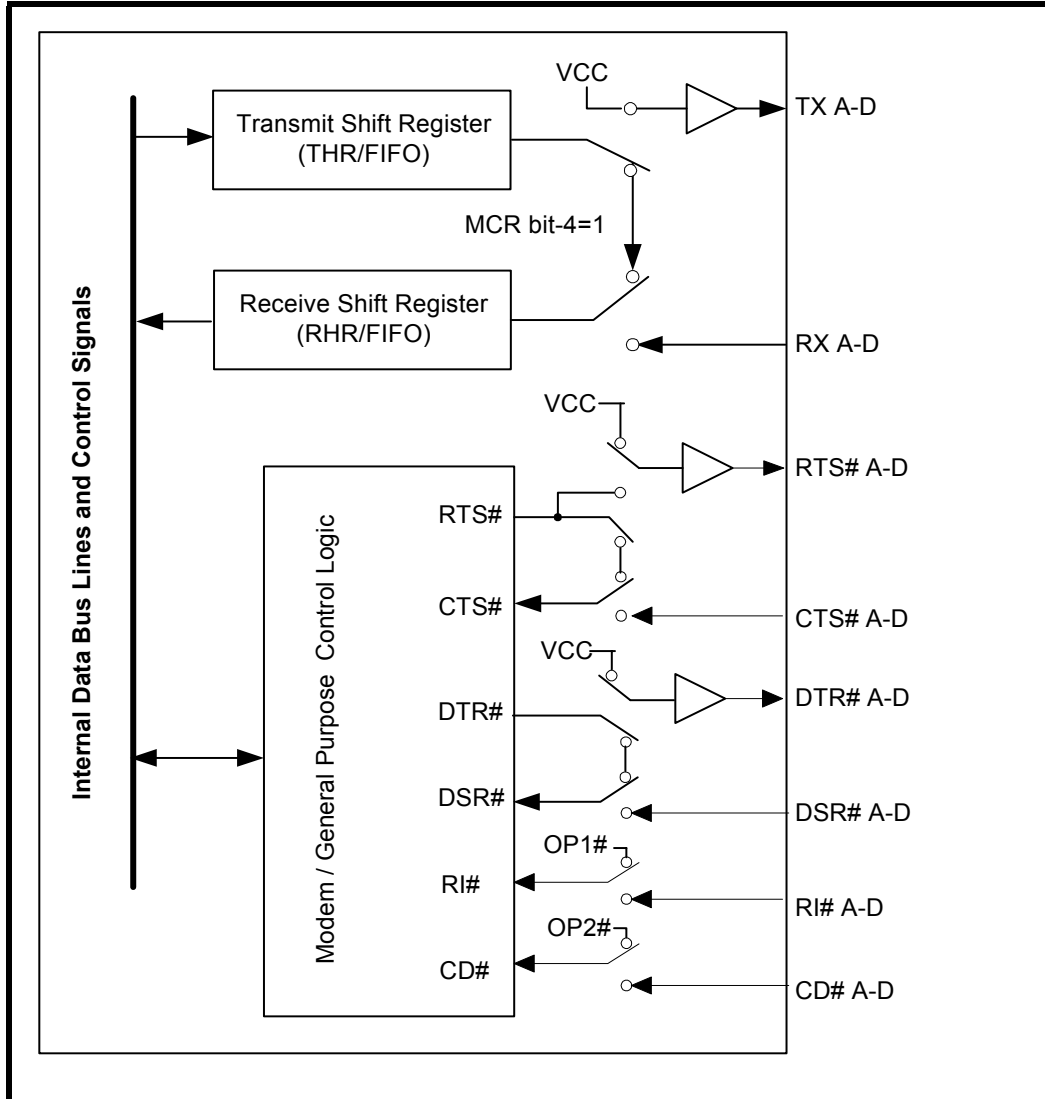 VCC
TX A-D
Transmit Shift Register
(THR/FIFO)
MCR bit-4=1
Receive Shift Register
(RHR/FIFO)
RX A-D
Internal Data Bus Lines and Control Signals
VCC
RTS# A-D
Modem / General Purpose Control Logic
RTS#
CTS#
CTS# A-D
VCC
DTR# A-D
DTR#
DSR#
DSR# A-D
OP1#
RI#
RI# A-D
OP2#
CD#
CD# A-D